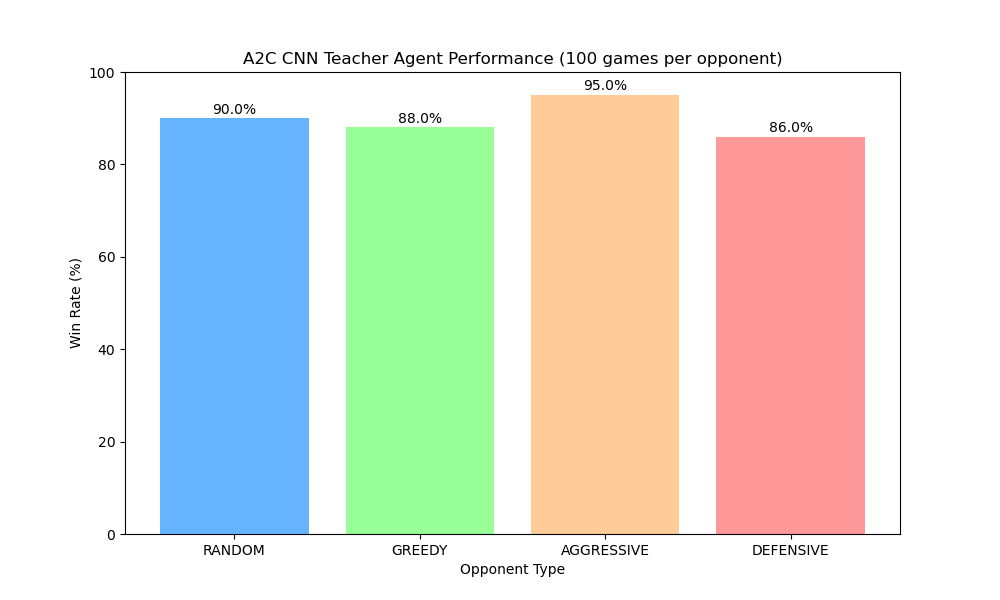 A2C CNN Teacher Agent Performance (100 games per opponent)
100
80
60
40
20
0
Win Rate (%)
90.0%
88.0%
95.0%
86.0%
RANDOM
GREEDY
AGGRESSIVE
DEFENSIVE
Opponent Type